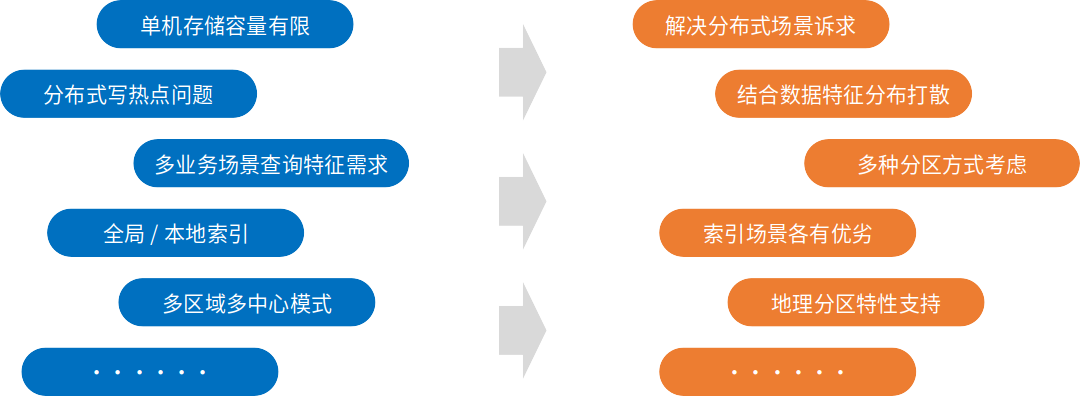 单机存储容量有限
分布式写热点问题
多业务场景查询特征需求
全局 / 本地索引
多区域多中心模式
······
解决分布式场景诉求
结合数据特征分布打散
多种分区方式考虑
索引场景各有优劣
地理分区特性支持
······